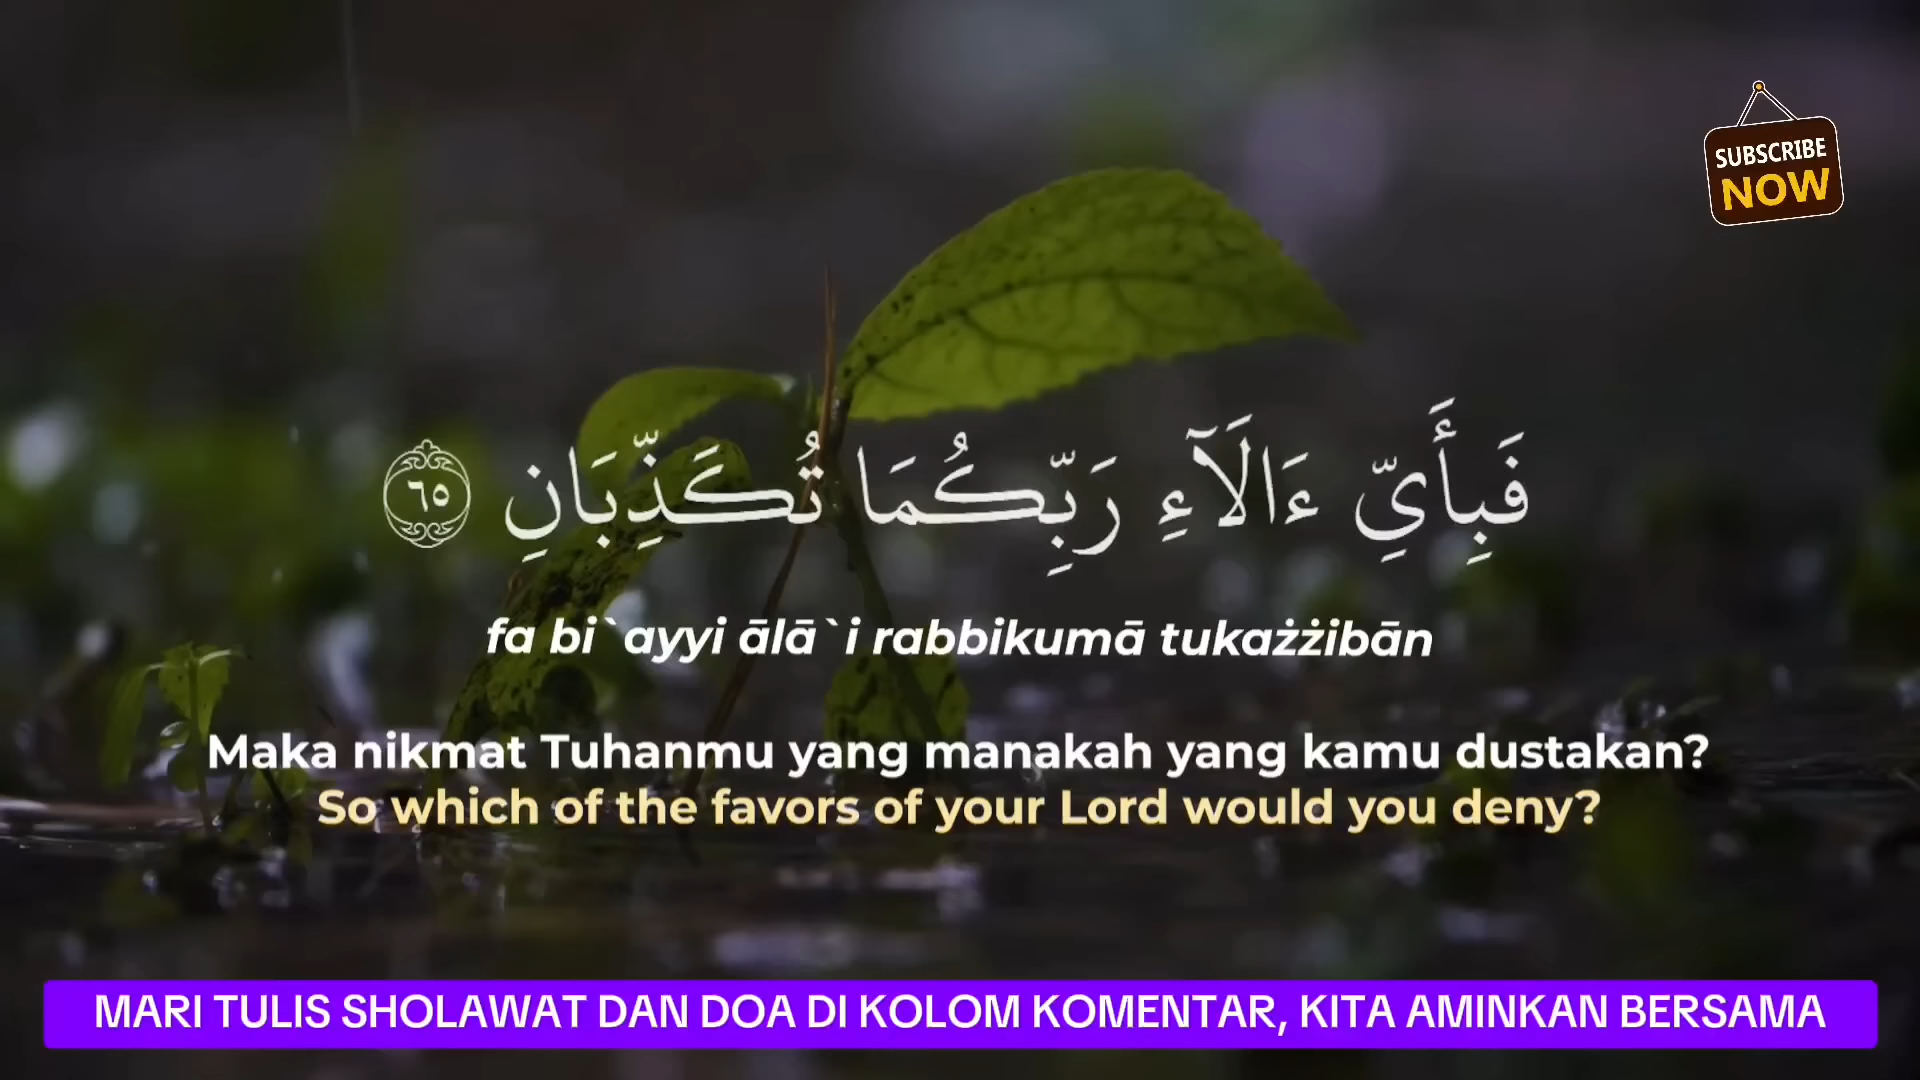 SUBSCRIBE
NOW
فَبِأَيِّ ءَالَآءِ رَبِّكُمَا تُكَذِّبَانِ ٦٥
fa bi`ayyi ālā`i rabbikumā tukażżibān
Maka nikmat Tuhanmu yang manakah yang kamu dustakan?
So which of the favors of your Lord would you deny?
MARI TULIS SHOLAWAT DAN DOA DI KOLOM KOMENTAR, KITA AMINKAN BERSAMA